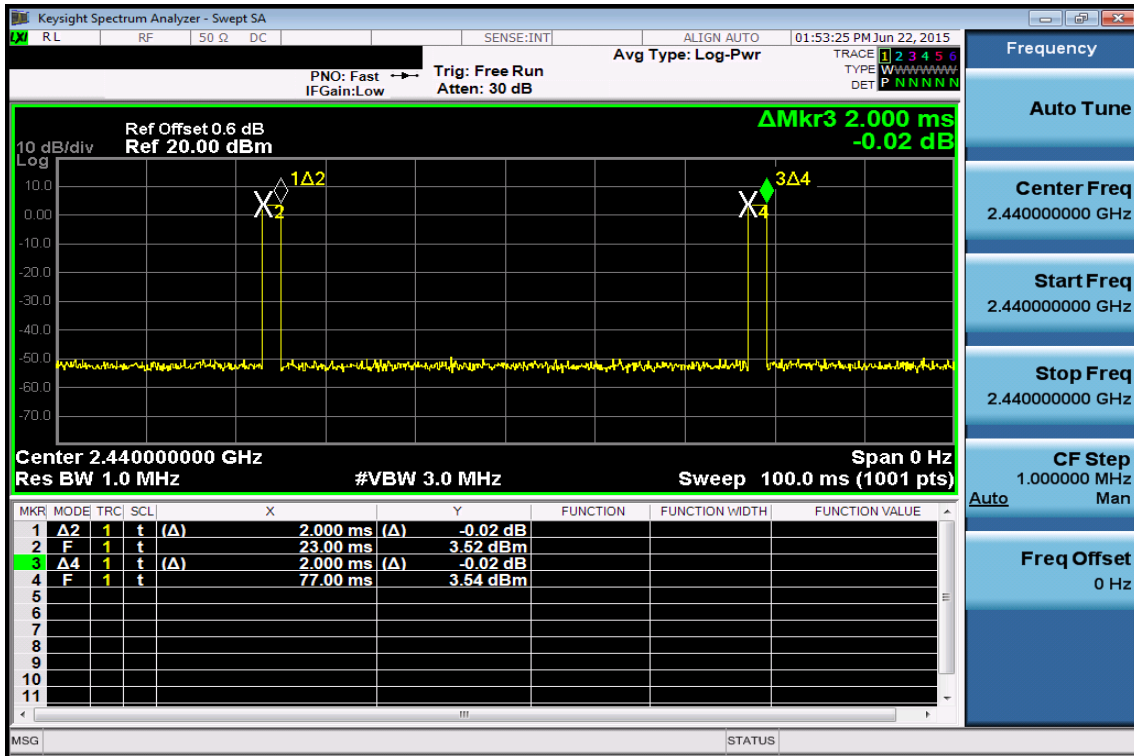 Keysight Spectrum Analyzer - Swept SA
LXI RL RF 50 Ω DC SENSE:INT ALIGN AUTO 01:53:25 PM Jun 22, 2015
PNO: Fast
IFGain:Low
Trig: Free Run
Atten: 30 dB
Avg Type: Log-Pwr
TRACE 1 2 3 4 5 6
TYPE WWWWWW
DET P N N N N N
ΔMkr3 2.000 ms
-0.02 dB
Ref Offset 0.6 dB
10 dB/div Ref 20.00 dBm
Log
10.0
0.00
-10.0
-20.0
-30.0
-40.0
-50.0
-60.0
-70.0
1Δ2
2
3Δ4
4
Center 2.440000000 GHz Span 0 Hz
Res BW 1.0 MHz #VBW 3.0 MHz Sweep 100.0 ms (1001 pts)
MKR MODE TRC SCL X Y FUNCTION FUNCTION WIDTH FUNCTION VALUE
1 Δ2 1 t (Δ) 2.000 ms (Δ) -0.02 dB
2 F 1 t 23.00 ms 3.52 dBm
3 Δ4 1 t (Δ) 2.000 ms (Δ) -0.02 dB
4 F 1 t 77.00 ms 3.54 dBm
5
6
7
8
9
10
11
MSG STATUS
Frequency
Auto Tune
Center Freq
2.440000000 GHz
Start Freq
2.440000000 GHz
Stop Freq
2.440000000 GHz
CF Step
1.000000 MHz
Auto Man
Freq Offset
0 Hz